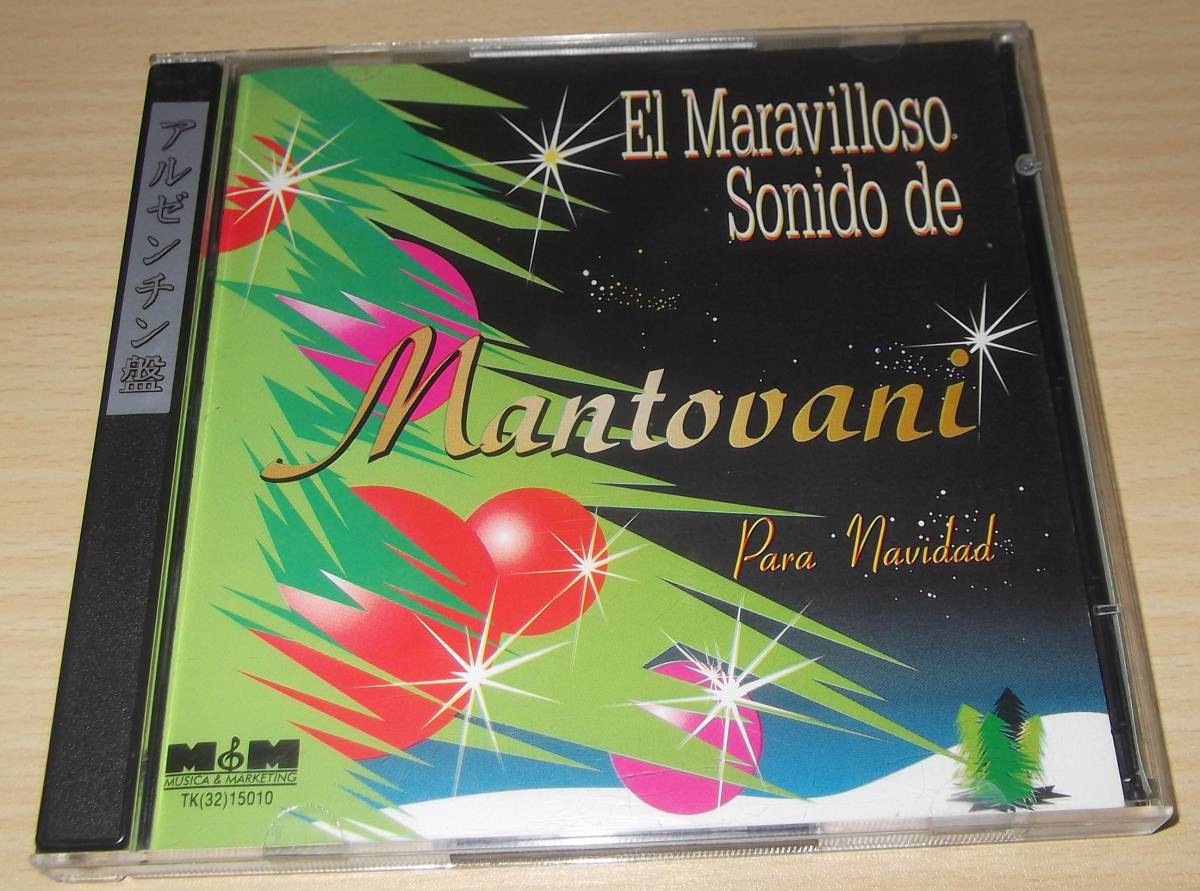 アルゼンチン盤
El Maravilloso
Sonido de
Mantovani
Para Navidad
M&M
MUSICA & MARKETING
TK(32)15010